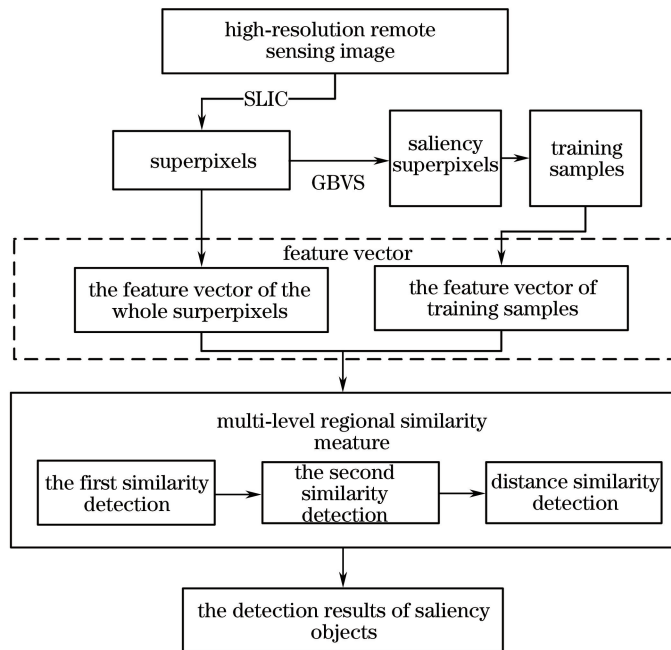 high-resolution remote
sensing image
SLIC
superpixels
GBVS
saliency
superpixels
training
samples
feature vector
the feature vector of the
whole surperpixels
the feature vector of
training samples
multi-level regional similarity
meature
the first similarity
detection
the second
similarity
detection
distance similarity
detection
the detection results of saliency
objects